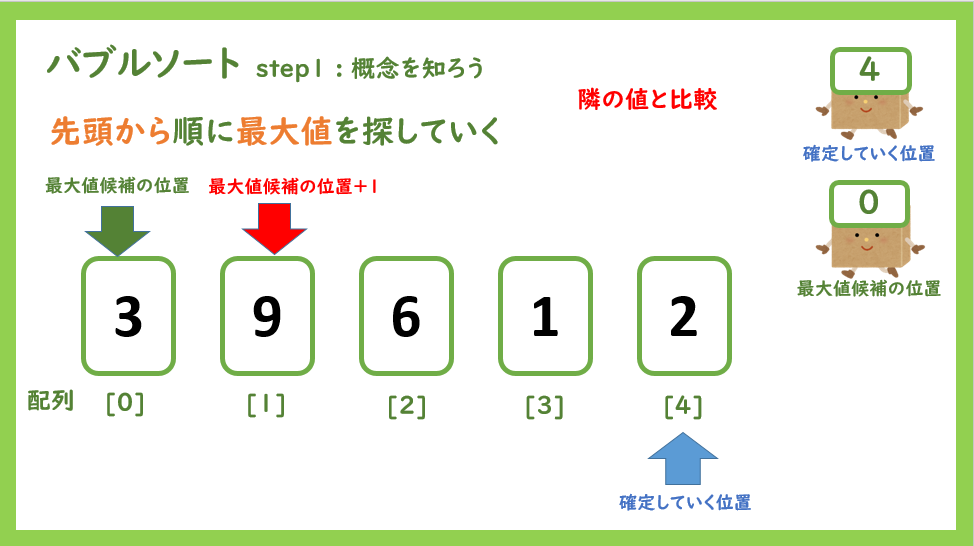 バブルソート step1：概念を知ろう
隣の値と比較
先頭から順に最大値を探していく
4
確定していく位置
0
最大値候補の位置
最大値候補の位置 最大値候補の位置+1
3 9 6 1 2
配列 [0] [1] [2] [3] [4]
確定していく位置